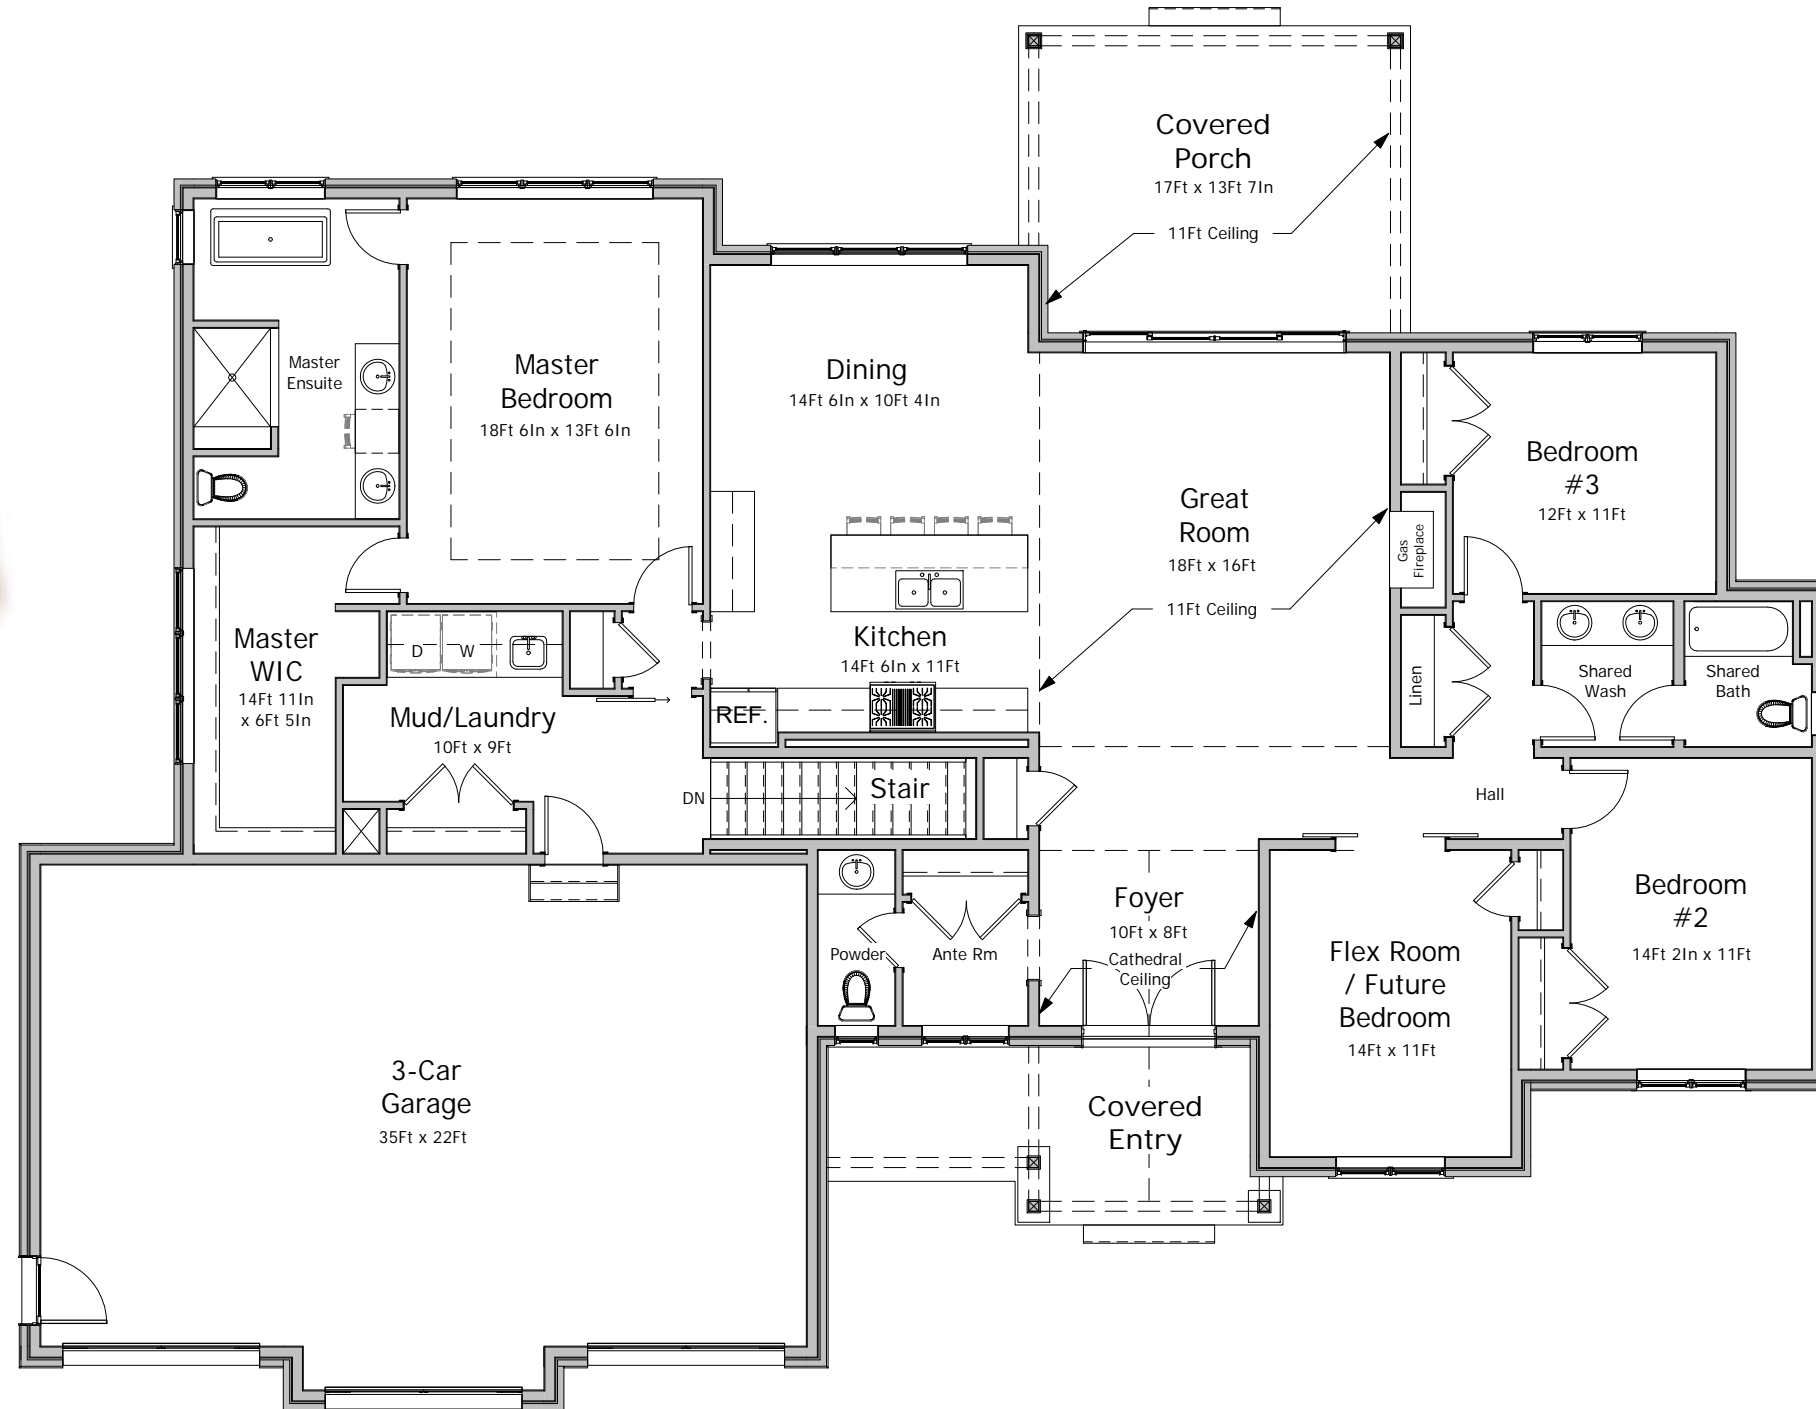 Covered
Porch
17Ft x 13Ft 7In
11Ft Ceiling
Master
Ensuite
Master
Bedroom
18Ft 6In x 13Ft 6In
Dining
14Ft 6In x 10Ft 4In
Great
Room
18Ft x 16Ft
11Ft Ceiling
Gas
Fireplace
Bedroom
#3
12Ft x 11Ft
Master
WIC
14Ft 11In
x 6Ft 5In
D
W
Mud/Laundry
10Ft x 9Ft
Kitchen
14Ft 6In x 11Ft
REF.
Linen
Shared
Wash
Shared
Bath
DN
Stair
Hall
Powder
Ante Rm
Foyer
10Ft x 8Ft
Cathedral
Ceiling
Flex Room
/ Future
Bedroom
14Ft x 11Ft
Bedroom
#2
14Ft 2In x 11Ft
3-Car
Garage
35Ft x 22Ft
Covered
Entry